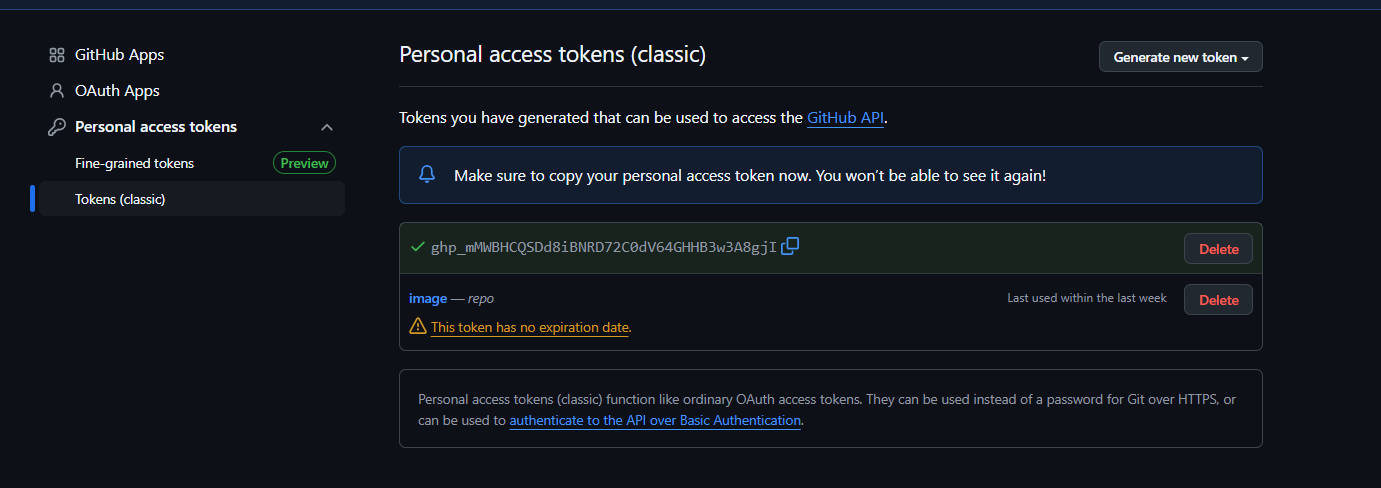 GitHub Apps
OAuth Apps
Personal access tokens
Fine-grained tokens Preview
Tokens (classic)
Personal access tokens (classic)
Generate new token
Tokens you have generated that can be used to access the GitHub API.
Make sure to copy your personal access token now. You won't be able to see it again!
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
Delete
image — repo
Last used within the last week
Delete
This token has no expiration date.
Personal access tokens (classic) function like ordinary OAuth access tokens. They can be used instead of a password for Git over HTTPS, or
can be used to authenticate to the API over Basic Authentication.